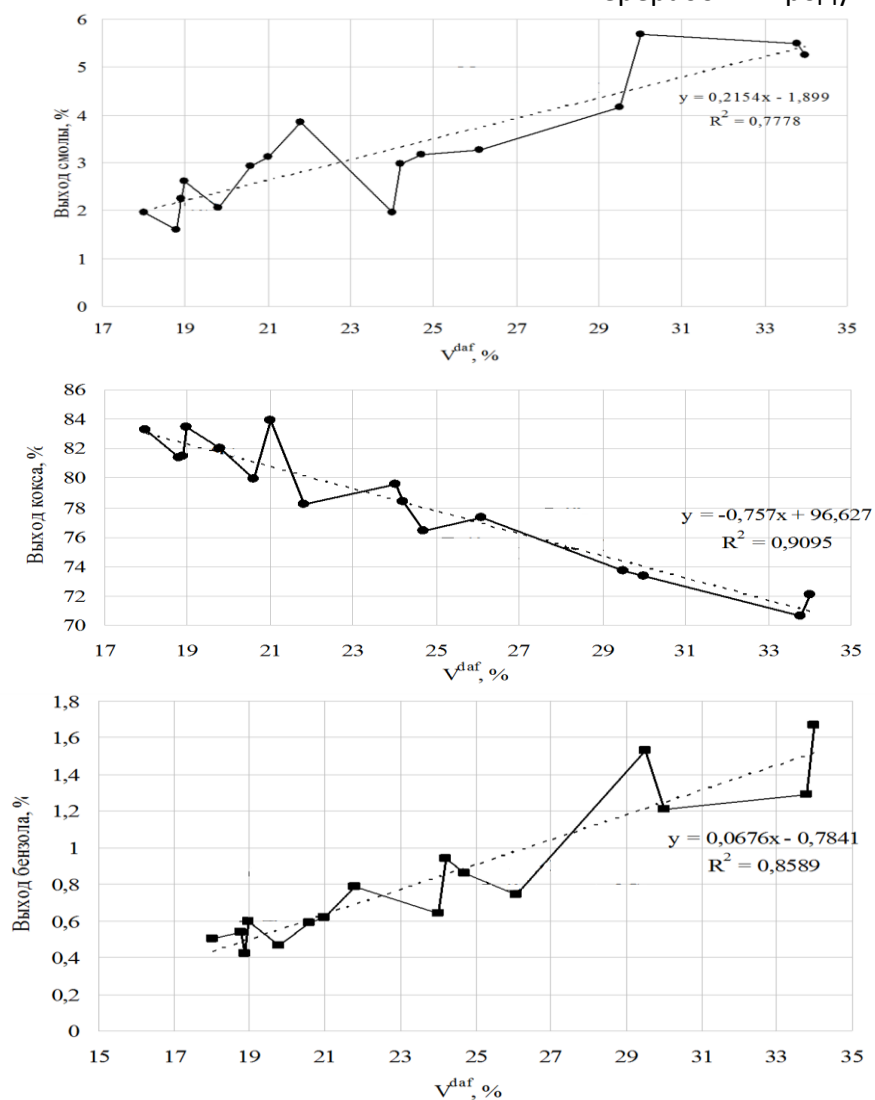 6
5
4
3
2
1
0
Выход смолы, %
y = 0,2154x - 1,899
R² = 0,7778
17 19 21 23 25 27 29 31 33 35
V^daf, %
86
84
82
80
78
76
74
72
70
Выход кокса, %
y = -0,757x + 96,627
R² = 0,9095
17 19 21 23 25 27 29 31 33 35
V^daf, %
1,8
1,6
1,4
1,2
1
0,8
0,6
0,4
0,2
0
Выход бензола, %
y = 0,0676x - 0,7841
R² = 0,8589
15 17 19 21 23 25 27 29 31 33 35
V^daf, %